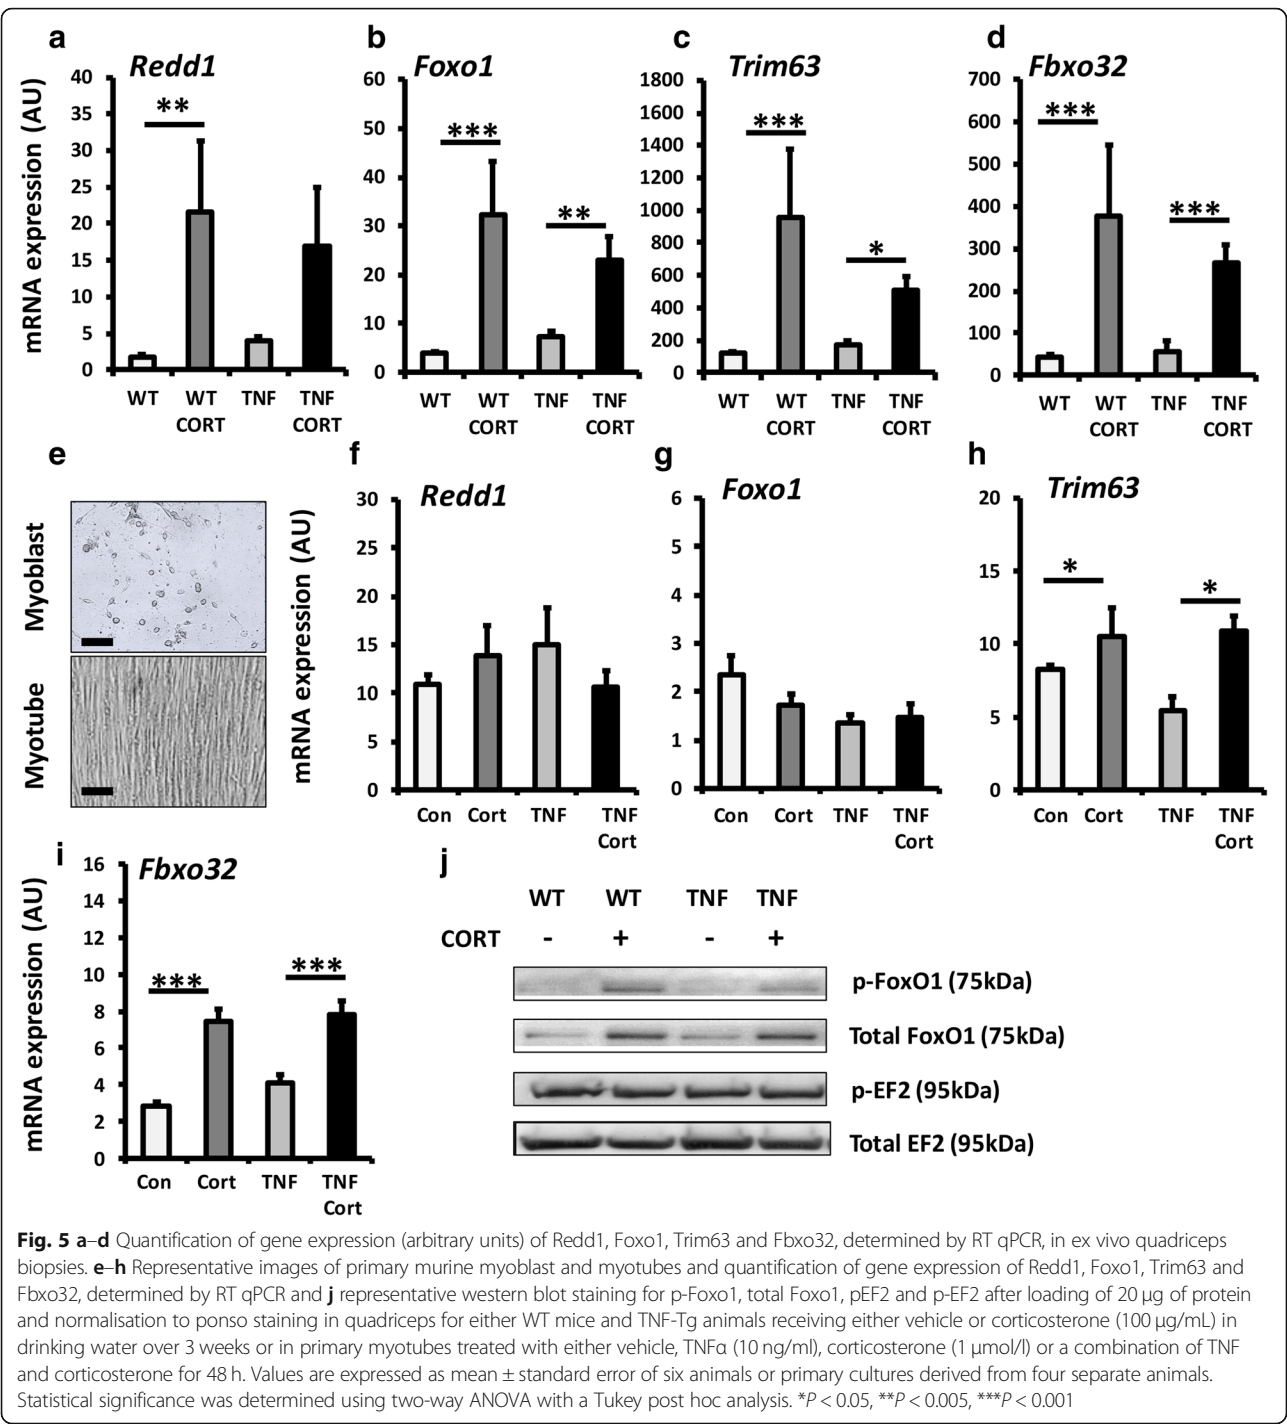 a
Redd1
mRNA expression (AU)
40
35
30
25
20
15
10
5
0
**
WT
WT
CORT
TNF
TNF
CORT
b
Foxo1
60
50
40
30
20
10
0
***
**
WT
WT
CORT
TNF
TNF
CORT
c
Trim63
1800
1600
1400
1200
1000
800
600
400
200
0
***
*
WT
WT
CORT
TNF
TNF
CORT
d
Fbxo32
700
600
500
400
300
200
100
0
***
***
WT
WT
CORT
TNF
TNF
CORT
e
Myoblast
Myotube
f
Redd1
mRNA expression (AU)
30
25
20
15
10
5
0
Con
Cort
TNF
TNF
Cort
g
Foxo1
6
5
4
3
2
1
0
Con
Cort
TNF
TNF
Cort
h
Trim63
20
15
10
5
0
*
*
Con
Cort
TNF
TNF
Cort
i
Fbxo32
mRNA expression (AU)
16
14
12
10
8
6
4
2
0
***
***
Con
Cort
TNF
TNF
Cort
j
WT WT TNF TNF
CORT - + - +
p-FoxO1 (75kDa)
Total FoxO1 (75kDa)
p-EF2 (95kDa)
Total EF2 (95kDa)
Fig. 5 a–d Quantification of gene expression (arbitrary units) of Redd1, Foxo1, Trim63 and Fbxo32, determined by RT qPCR, in ex vivo quadriceps
biopsies. e–h Representative images of primary murine myoblast and myotubes and quantification of gene expression of Redd1, Foxo1, Trim63 and
Fbxo32, determined by RT qPCR and j representative western blot staining for p-Foxo1, total Foxo1, pEF2 and p-EF2 after loading of 20 μg of protein
and normalisation to ponso staining in quadriceps for either WT mice and TNF-Tg animals receiving either vehicle or corticosterone (100 μg/mL) in
drinking water over 3 weeks or in primary myotubes treated with either vehicle, TNFα (10 ng/ml), corticosterone (1 μmol/l) or a combination of TNF
and corticosterone for 48 h. Values are expressed as mean ± standard error of six animals or primary cultures derived from four separate animals.
Statistical significance was determined using two-way ANOVA with a Tukey post hoc analysis. *P < 0.05, **P < 0.005, ***P < 0.001